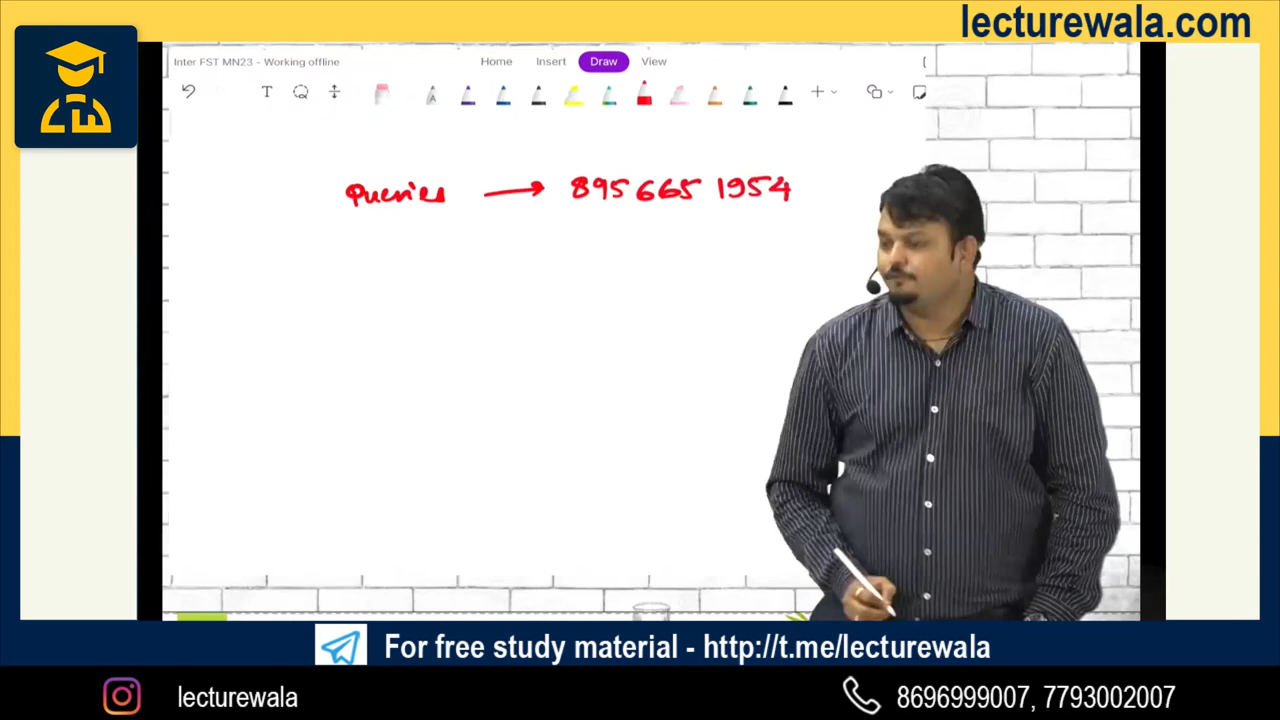 lecturewala.com
Inter FST MN23 - Working offline
Home Insert Draw View
Queries → 895 665 1954
For free study material - http://t.me/lecturewala
lecturewala
8696999007, 7793002007